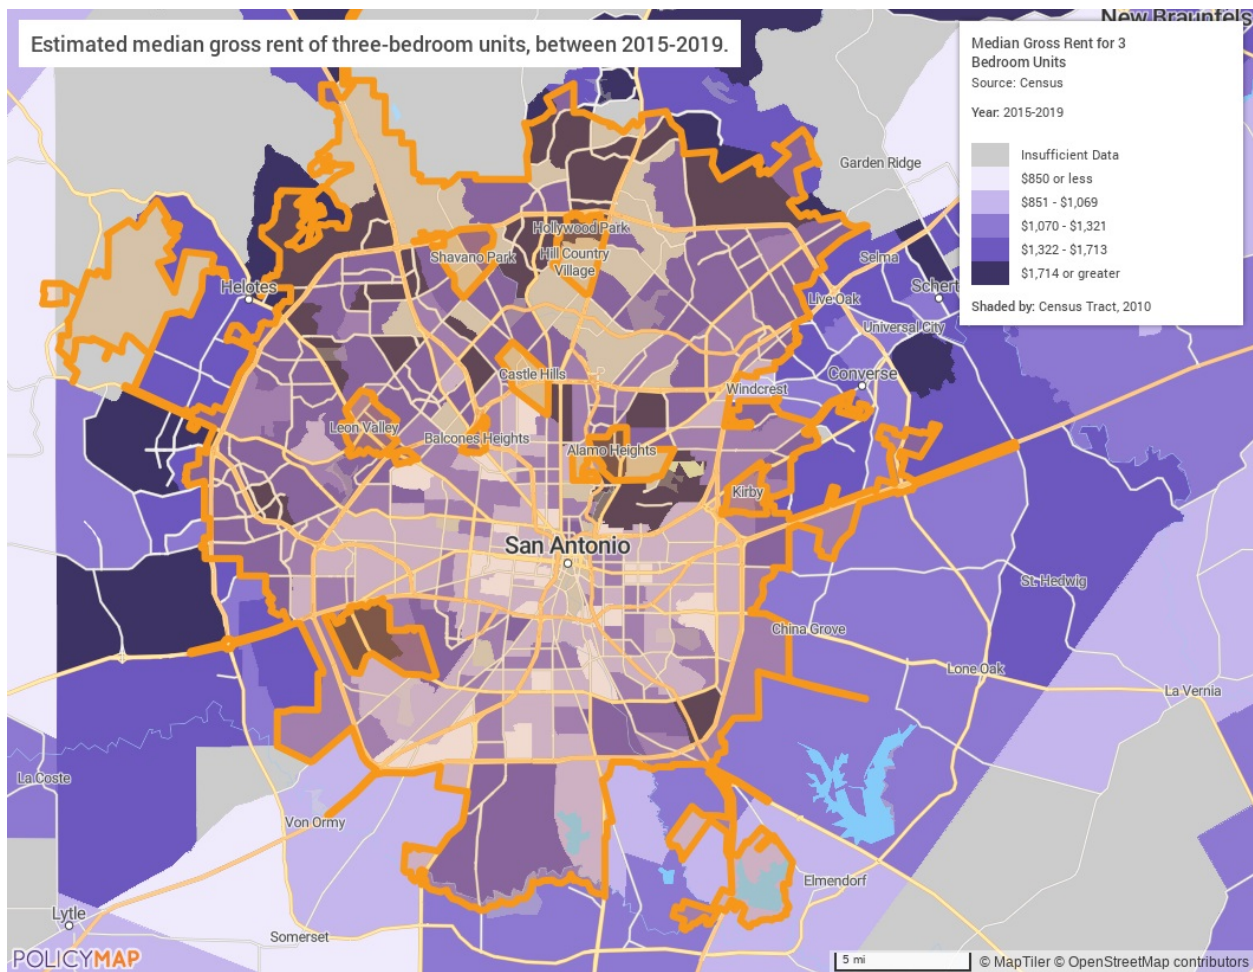 Estimated median gross rent of three-bedroom units, between 2015-2019.
New Braunfels
Median Gross Rent for 3
Bedroom Units
Source: Census
Year: 2015-2019
Insufficient Data
$850 or less
$851 - $1,069
$1,070 - $1,321
$1,322 - $1,713
$1,714 or greater
Shaded by: Census Tract, 2010
Garden Ridge
Hollywood Park
Shavano Park
Hill Country
Village
Selma
Helotes
Schert
Live Oak
Universal City
Castle Hills
Converse
Windcrest
Leon Valley
Balcones Heights
Alamo Heights
Kirby
San Antonio
St. Hedwig
China Grove
Lone Oak
La Vernia
La Coste
Von Ormy
Elmendorf
Lytle
Somerset
POLICYMAP
5 mi
© MapTiler © OpenStreetMap contributors